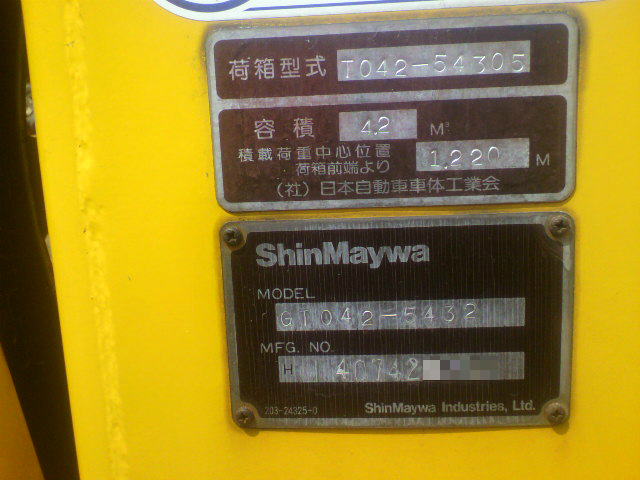 荷箱型式 T042-54305
容積 4.2 M³
積載荷重中心位置
荷箱前端より 1.220 M
(社)日本自動車車体工業会
ShinMaywa
MODEL
GT042-5432
MFG. NO.
H 40742
203-24325-0 ShinMaywa Industries, Ltd.